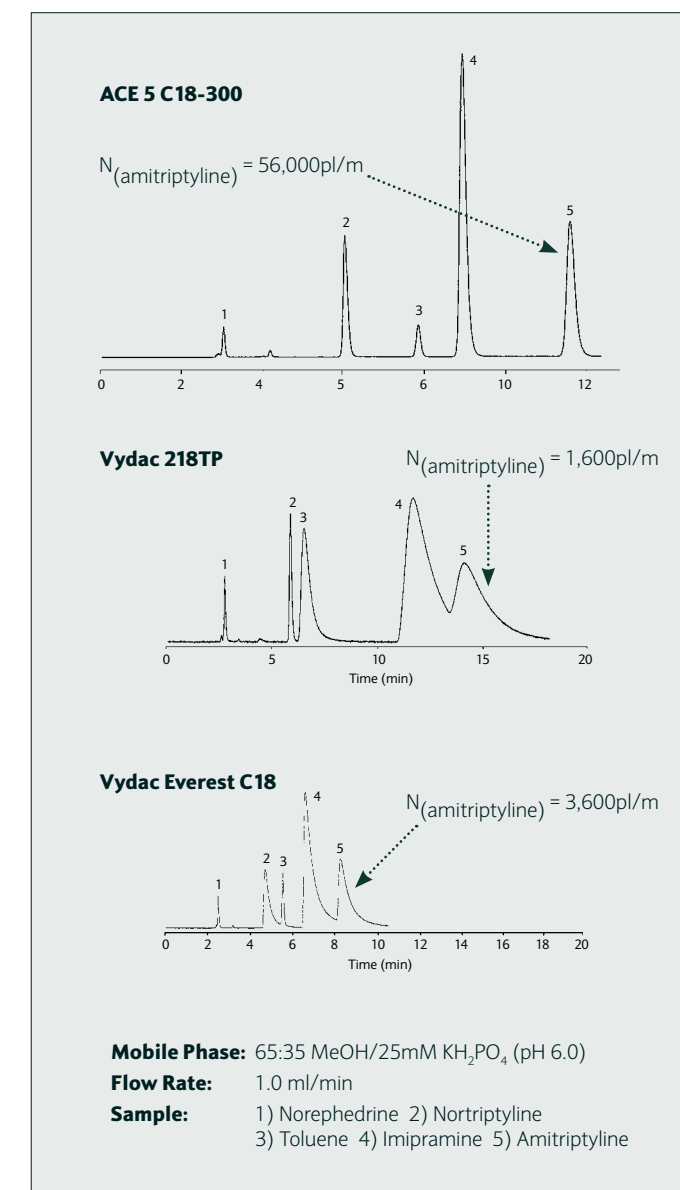 ACE 5 C18-300
N(amitriptyline) = 56,000pl/m
4
2
5
1
3
0 2 4 5 6 10 12
Vydac 218TP
N(amitriptyline) = 1,600pl/m
2
4
3
5
1
0 5 10 15 20
Time (min)
Vydac Everest C18
4
N(amitriptyline) = 3,600pl/m
5
2 3
1
0 2 4 6 8 10 12 14 16 18 20
Time (min)
Mobile Phase: 65:35 MeOH/25mM KH₂PO₄ (pH 6.0)
Flow Rate: 1.0 ml/min
Sample: 1) Norephedrine 2) Nortriptyline
3) Toluene 4) Imipramine 5) Amitriptyline